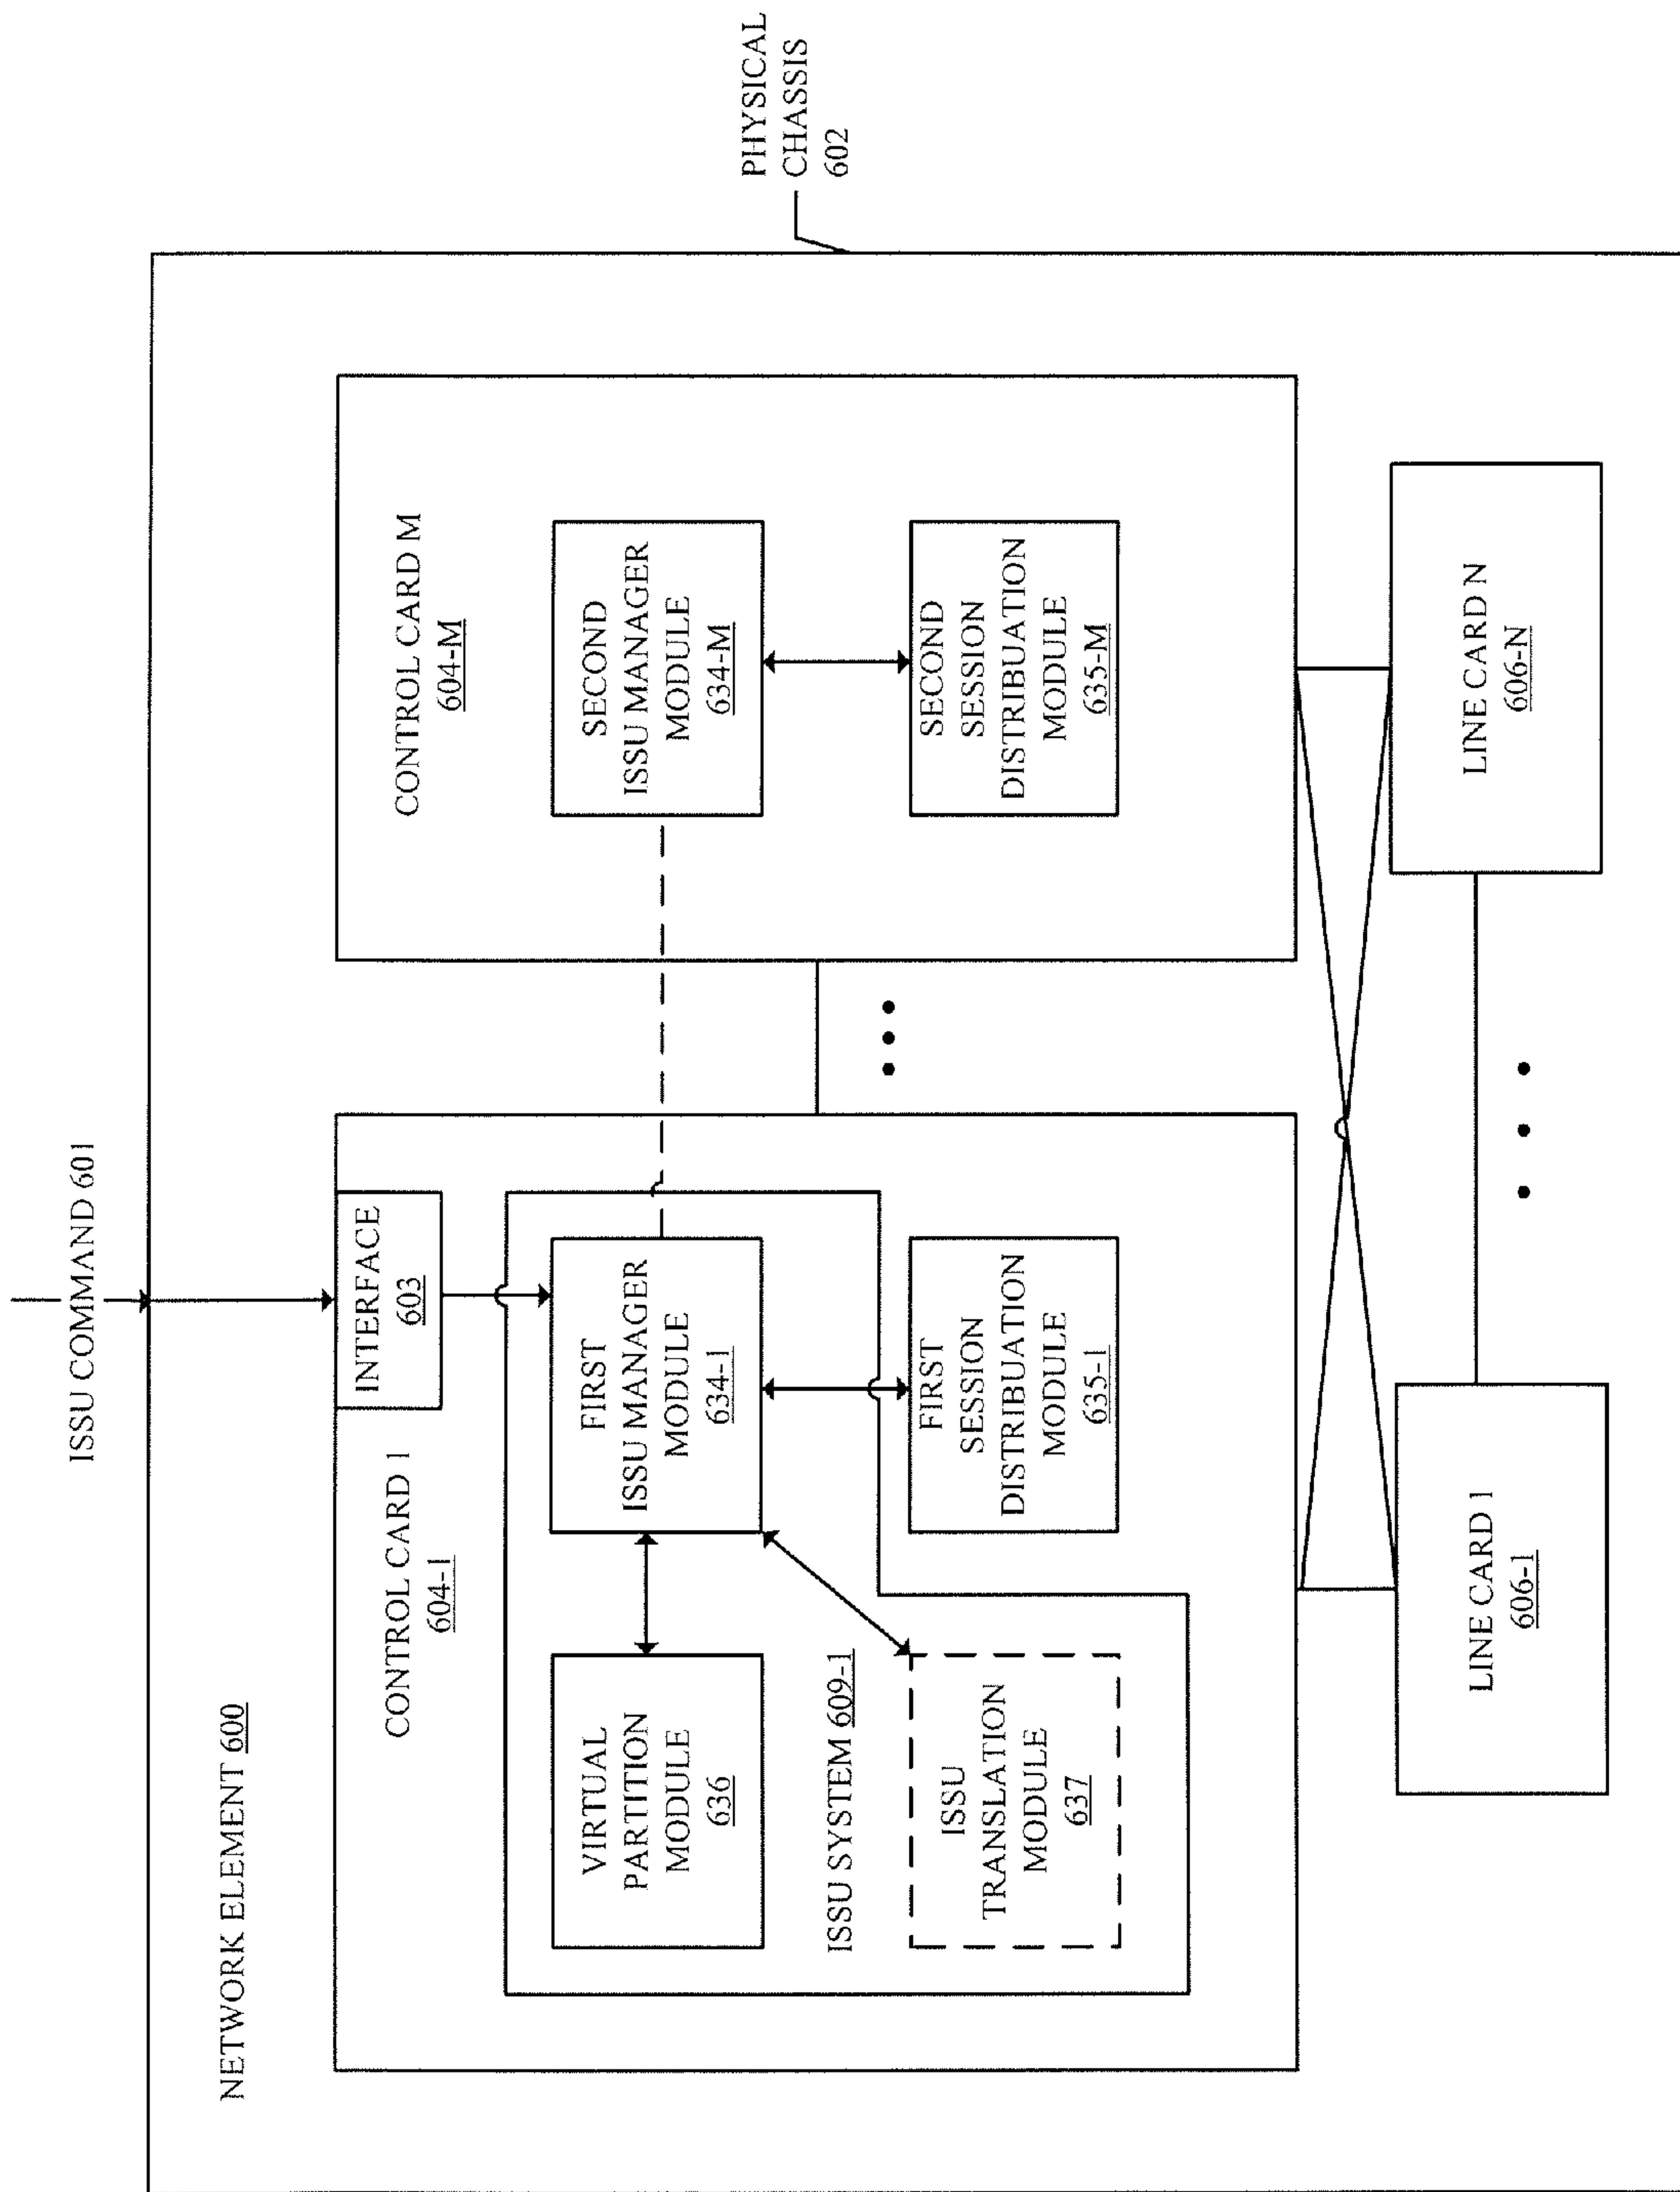 ISSU COMMAND 601
NETWORK ELEMENT 600
PHYSICAL
CHASSIS
602
CONTROL CARD 1
604-1
INTERFACE
603
VIRTUAL
PARTITION
MODULE
636
FIRST
ISSU MANAGER
MODULE
634-1
ISSU SYSTEM 609-1
ISSU
TRANSLATION
MODULE
637
FIRST
SESSION
DISTRIBUATION
MODULE
635-1
CONTROL CARD M
604-M
SECOND
ISSU MANAGER
MODULE
634-M
SECOND
SESSION
DISTRIBUATION
MODULE
635-M
LINE CARD 1
606-1
LINE CARD N
606-N